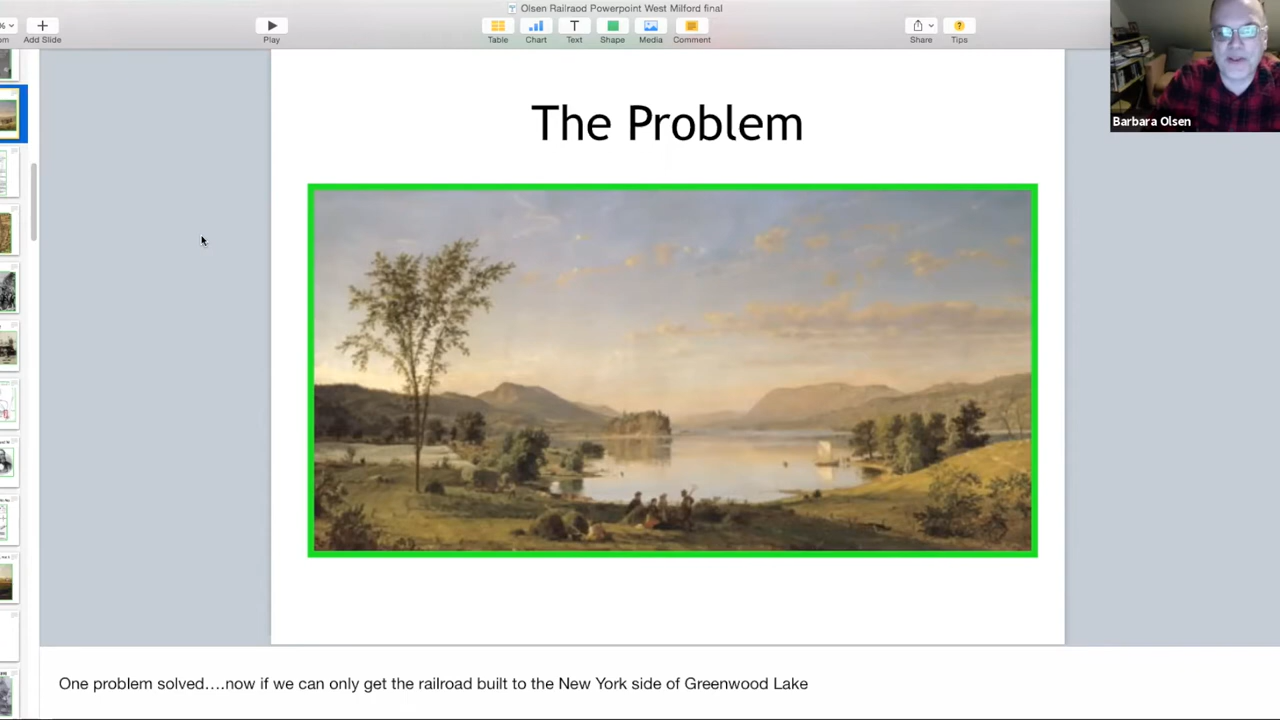 Olsen Railraod Powerpoint West Milford final
Add Slide
Play
Table
Chart
Text
Shape
Media
Comment
Share
Tips
Barbara Olsen
The Problem
One problem solved….now if we can only get the railroad built to the New York side of Greenwood Lake